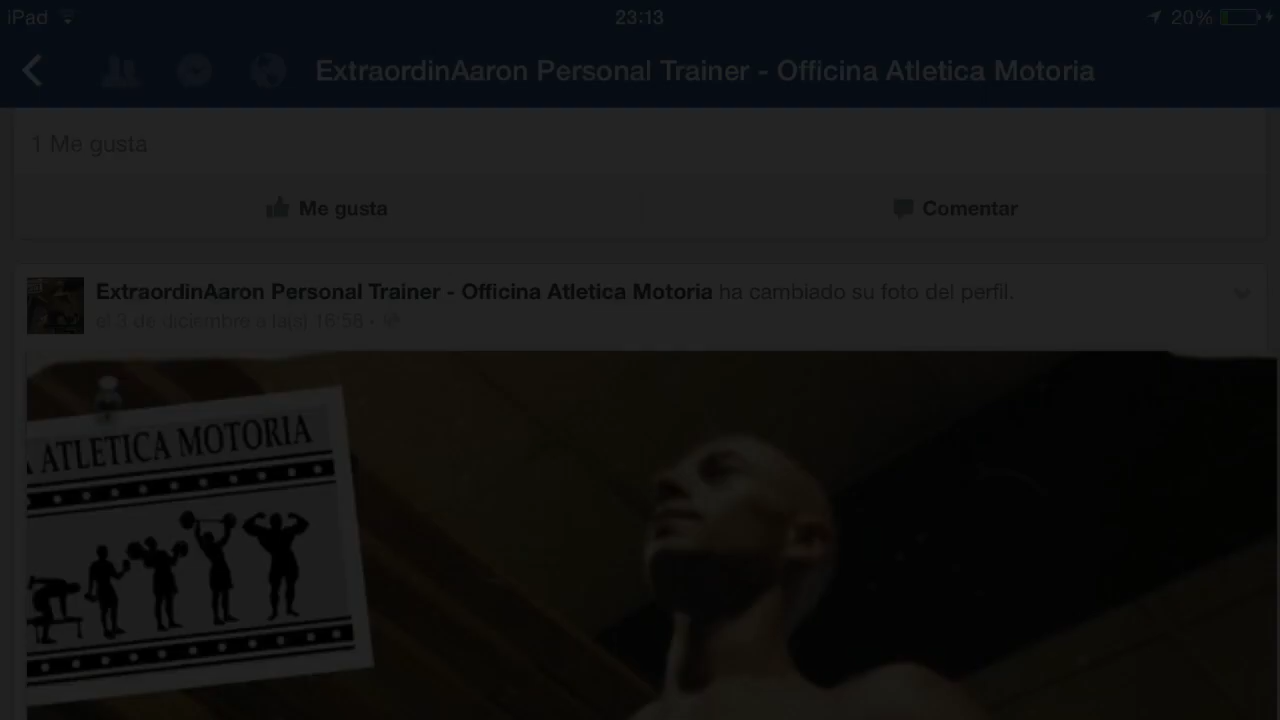 iPad 23:13 20%
ExtraordinAaron Personal Trainer - Officina Atletica Motoria
1 Me gusta
Me gusta Comentar
ExtraordinAaron Personal Trainer - Officina Atletica Motoria ha cambiado su foto del perfil.
el 3 de diciembre a la(s) 16:58 ·
ATLETICA MOTORIA